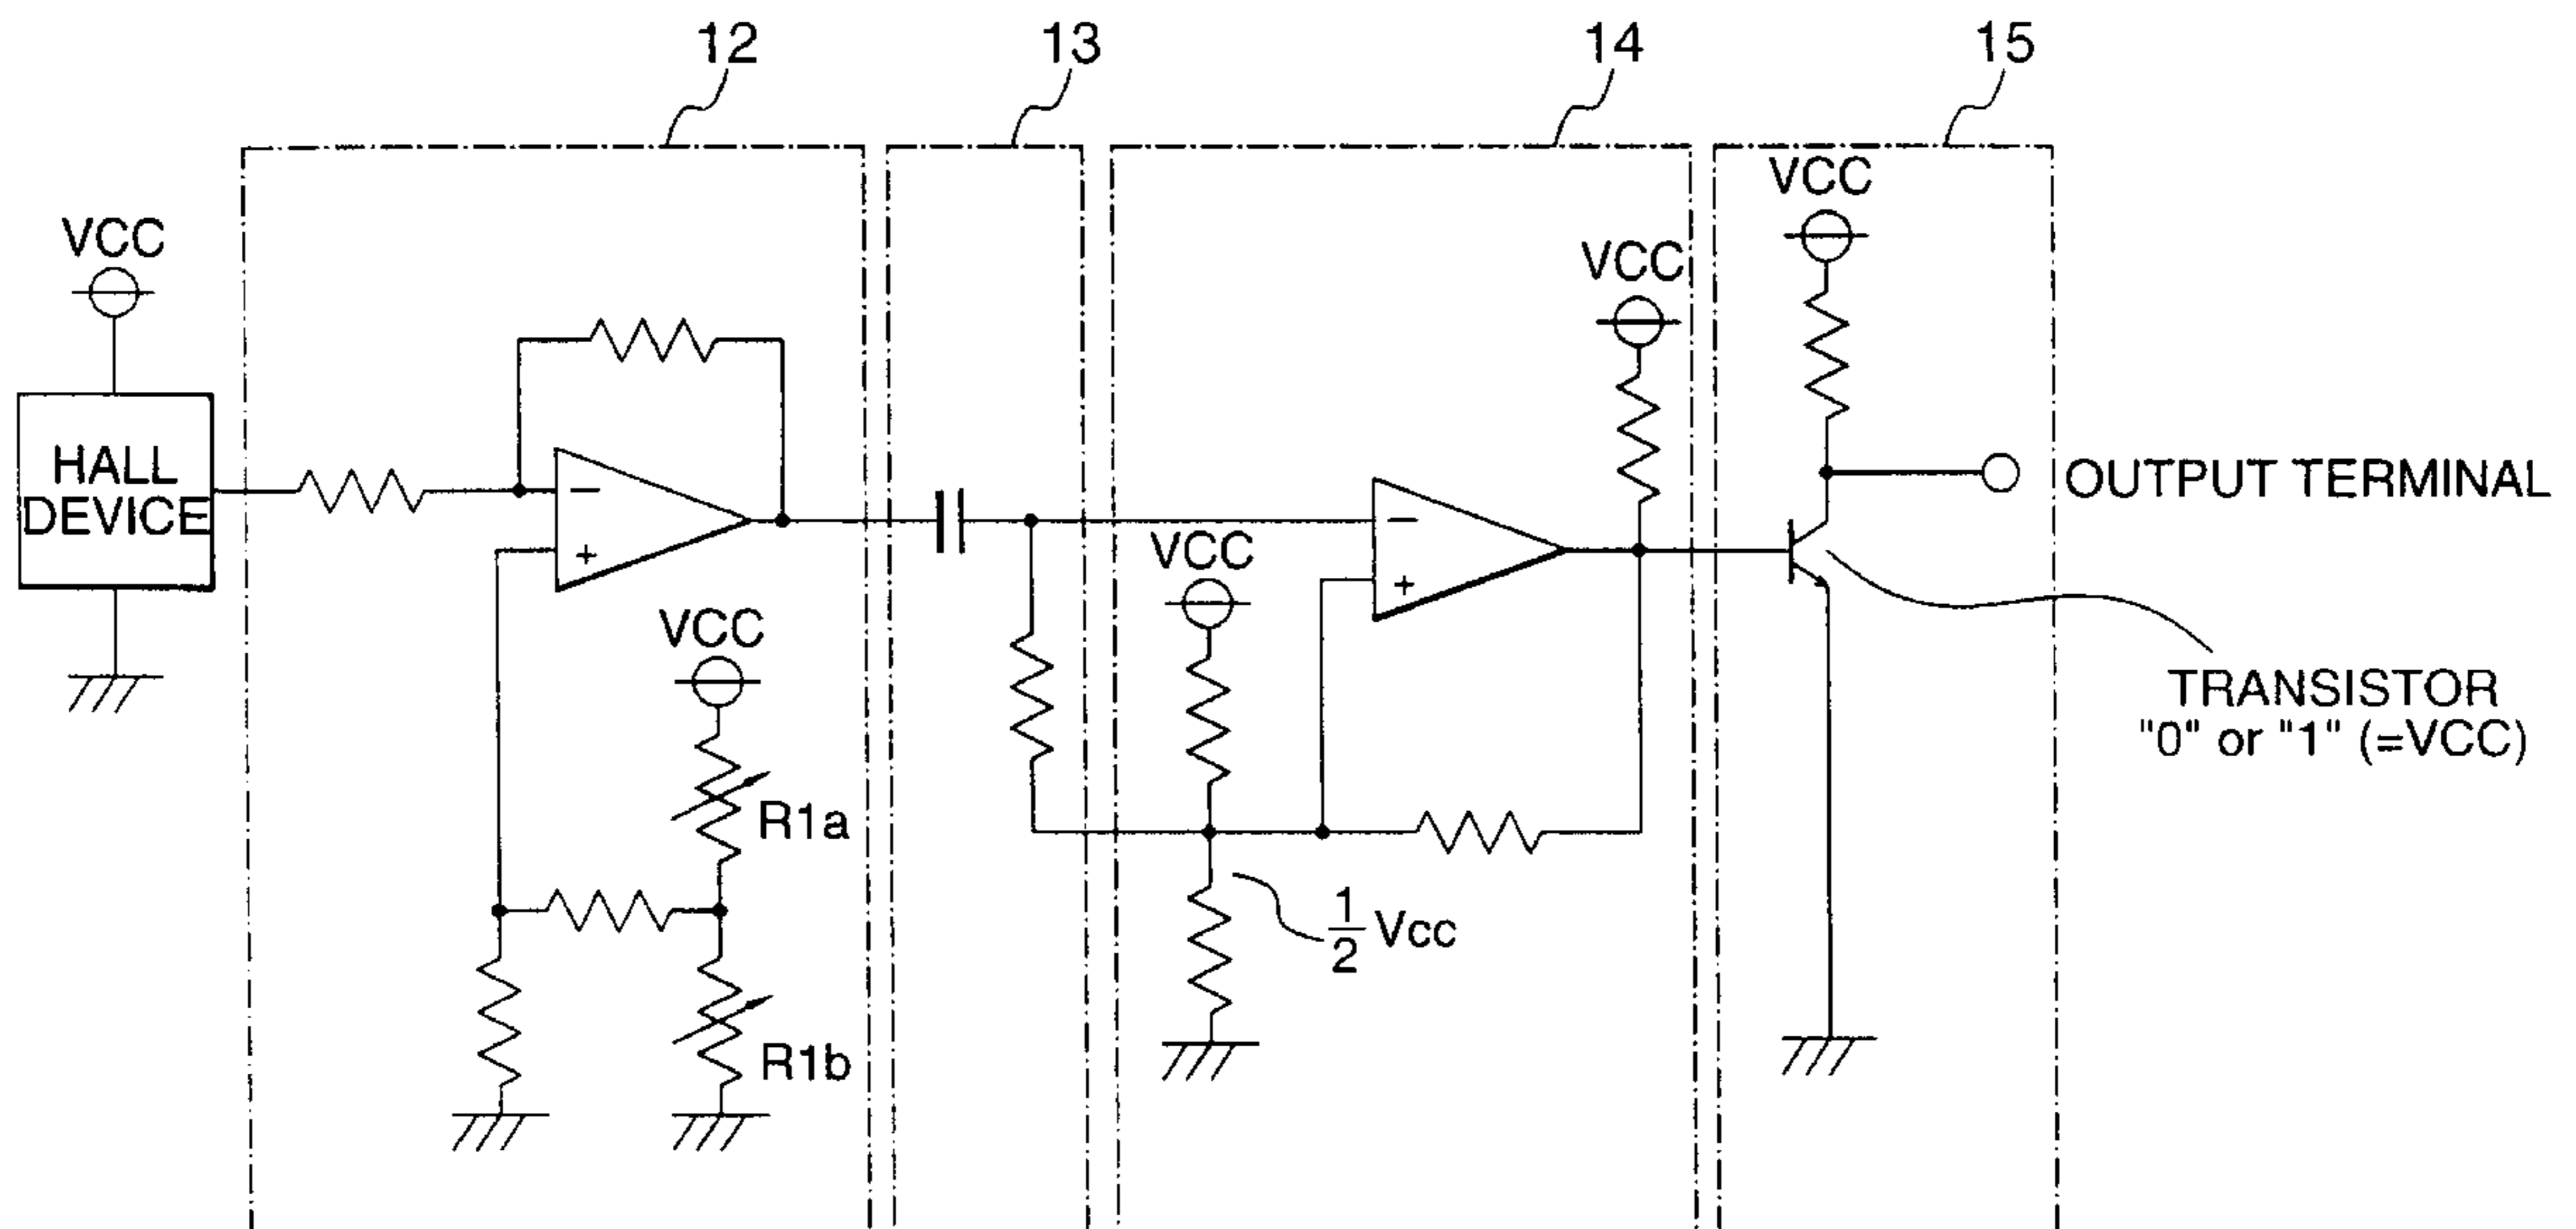 12
13
14
15
VCC
VCC
VCC
HALL
DEVICE
−
+
VCC
−
+
VCC
OUTPUT TERMINAL
TRANSISTOR
"0" or "1" (=VCC)
R1a
R1b
1
2
Vcc